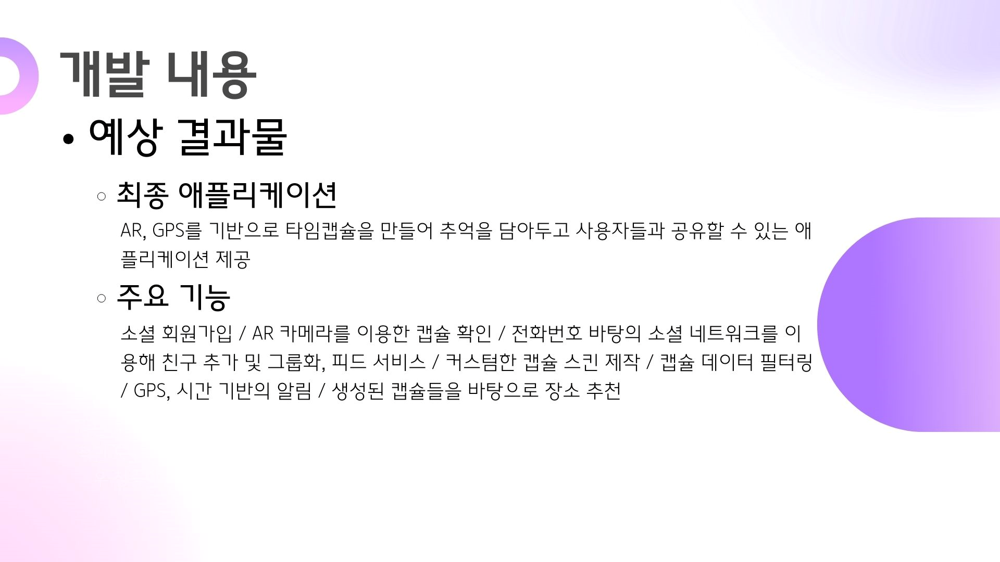 개발 내용
• 예상 결과물
○ 최종 애플리케이션
AR, GPS를 기반으로 타임캡슐을 만들어 추억을 담아두고 사용자들과 공유할 수 있는 애
플리케이션 제공
○ 주요 기능
소셜 회원가입 / AR 카메라를 이용한 캡슐 확인 / 전화번호 바탕의 소셜 네트워크를 이
용해 친구 추가 및 그룹화, 피드 서비스 / 커스텀한 캡슐 스킨 제작 / 캡슐 데이터 필터링
/ GPS, 시간 기반의 알림 / 생성된 캡슐들을 바탕으로 장소 추천